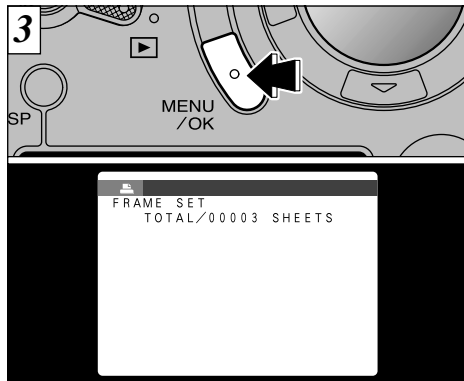 3
SP
MENU
/OK
FRAME SET
TOTAL/00003 SHEETS